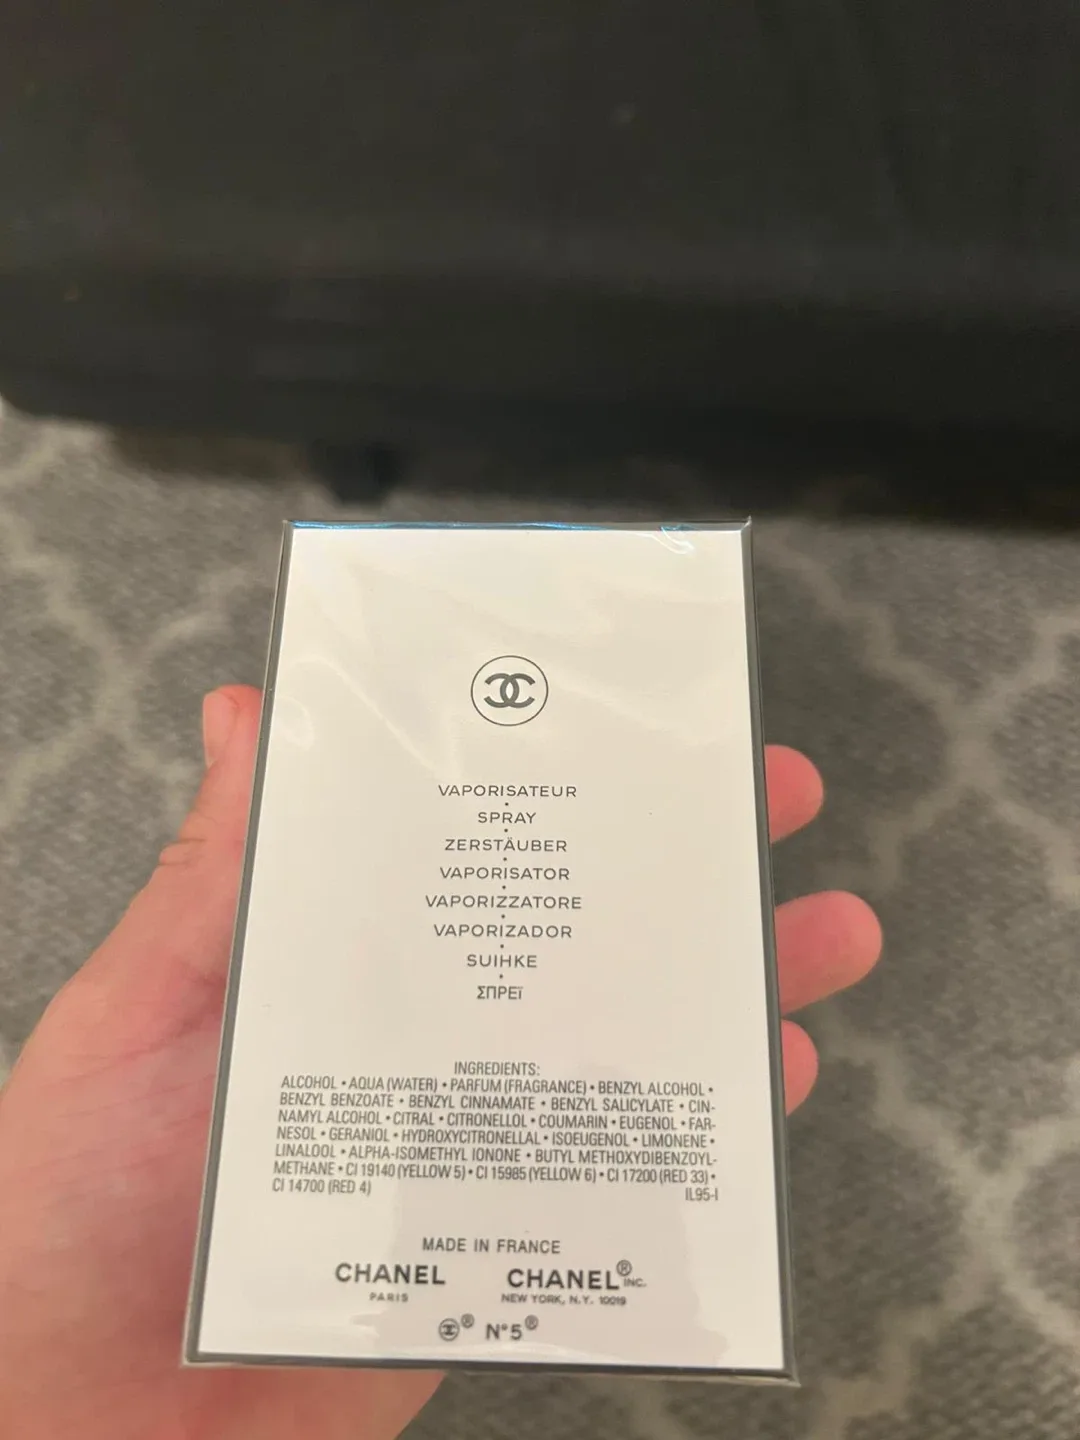 VAPORISATEUR
•
SPRAY
•
ZERSTÄUBER
•
VAPORISATOR
•
VAPORIZZATORE
•
VAPORIZADOR
•
SUIHKE
•
ΣΠΡΕΪ
INGREDIENTS:
ALCOHOL • AQUA (WATER) • PARFUM (FRAGRANCE) • BENZYL ALCOHOL •
BENZYL BENZOATE • BENZYL CINNAMATE • BENZYL SALICYLATE • CIN-
NAMYL ALCOHOL • CITRAL • CITRONELLOL • COUMARIN • EUGENOL • FAR-
NESOL • GERANIOL • HYDROXYCITRONELLAL • ISOEUGENOL • LIMONENE •
LINALOOL • ALPHA-ISOMETHYL IONONE • BUTYL METHOXYDIBENZOYL-
METHANE • CI 19140 (YELLOW 5) • CI 15985 (YELLOW 6) • CI 17200 (RED 33) •
CI 14700 (RED 4) IL95-I
MADE IN FRANCE
CHANEL CHANEL® INC.
PARIS NEW YORK, N.Y. 10019
® N°5®